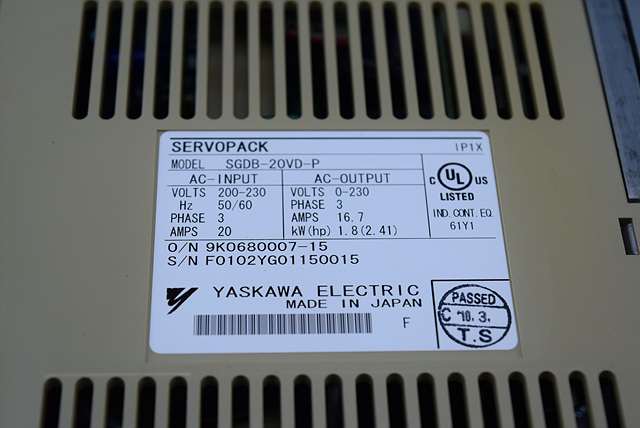 SERVOPACK IP1X
MODEL SGDB-20VD-P
AC-INPUT AC-OUTPUT
VOLTS 200-230 VOLTS 0-230
Hz 50/60 PHASE 3
PHASE 3 AMPS 16.7
AMPS 20 kW(hp) 1.8(2.41)
C UL US
LISTED
IND. CONT. EQ.
61Y1
O/N 9K0680007-15
S/N F0102YG01150015
YASKAWA ELECTRIC
MADE IN JAPAN
F
PASSED
C '10.3.
T.S